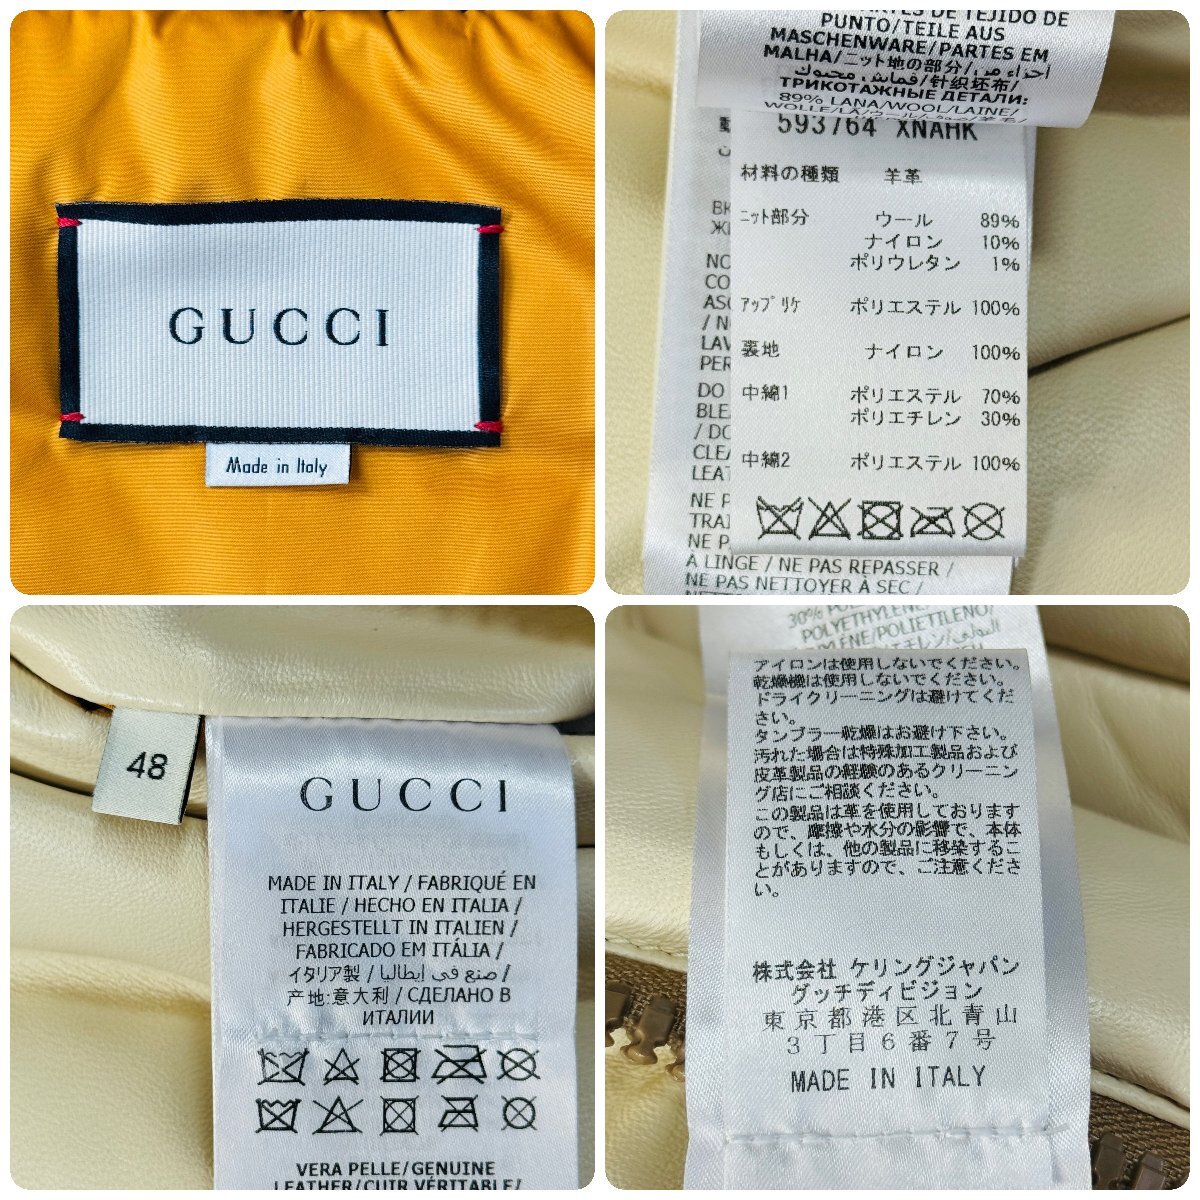 GUCCI
Made in Italy
PUNTO/TEILE AUS
MASCHENWARE/PARTES EM
MALHA/ニット地の部分/
ТРИКОТАЖНЫЕ ДЕТАЛИ:
89% LANA/WOOL/LAINE/
593764 XNAHK
材料の種類 羊革
ニット部分 ウール 89%
ナイロン 10%
ポリウレタン 1%
アップリケ ポリエステル 100%
裏地 ナイロン 100%
中綿1 ポリエステル 70%
ポリエチレン 30%
中綿2 ポリエステル 100%
À LINGE / NE PAS REPASSER /
NE PAS NETTOYER À SEC /
48
GUCCI
MADE IN ITALY / FABRIQUÉ EN
ITALIE / HECHO EN ITALIA /
HERGESTELLT IN ITALIEN /
FABRICADO EM ITÁLIA /
イタリア製 / صنع في إيطاليا /
产地:意大利 / СДЕЛАНО В
ИТАЛИИ
VERA PELLE/GENUINE
LEATHER/CUIR VÉRITABLE/
POLYETHYLENE/
アイロンは使用しないでください。
乾燥機は使用しないでください。
ドライクリーニングは避けてくだ
さい。
タンブラー乾燥はお避け下さい。
汚れた場合は特殊加工製品および
皮革製品の経験のあるクリーニン
グ店にご相談ください。
この製品は革を使用しております
ので、摩擦や水分の影響で、本体
もしくは、他の製品に移染するこ
とがありますので、ご注意くださ
い。
株式会社 ケリングジャパン
グッチディビジョン
東京都港区北青山
3丁目6番7号
MADE IN ITALY